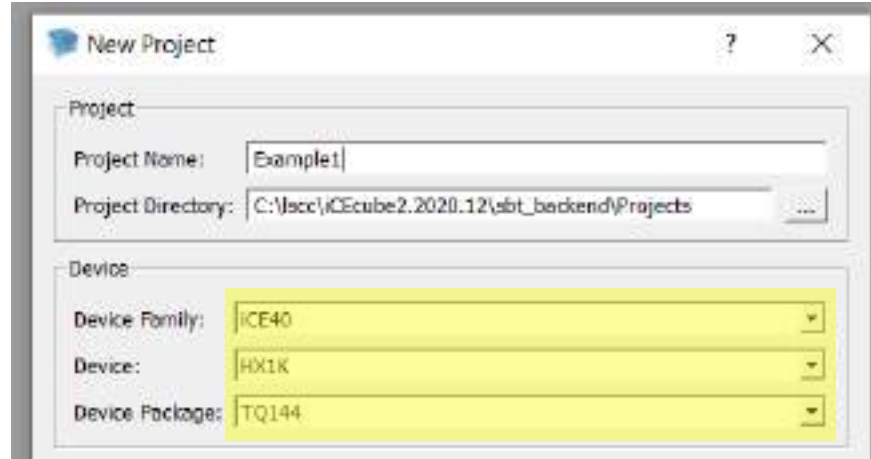 New Project
?
Project
Project Name: Example1
Project Directory: C:\lscc\iCEcube2.2020.12\sbt_backend\Projects ...
Device
Device Family: iCE40
Device: HX1K
Device Package: TQ144